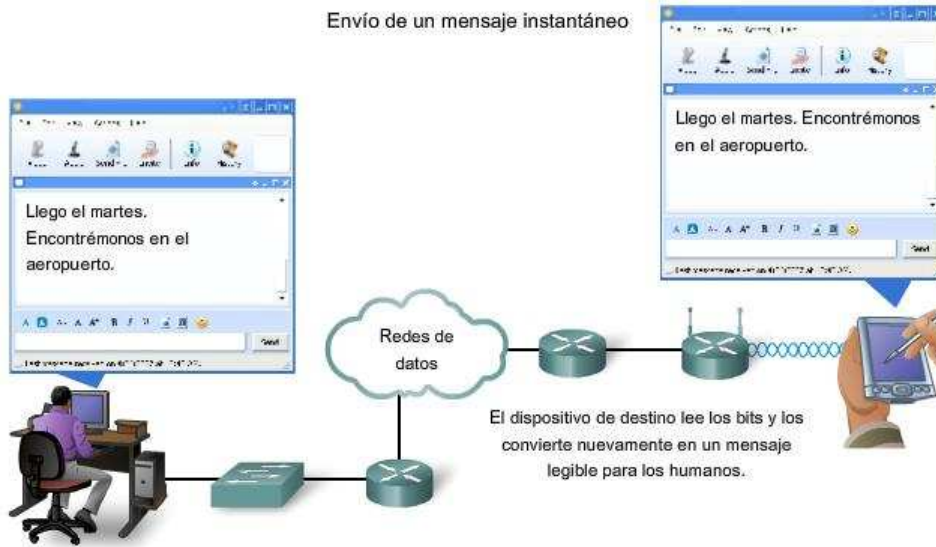 Envío de un mensaje instantáneo
Info
Llego el martes. Encontrémonos
en el aeropuerto.
Send
Info
Llego el martes.
Encontrémonos en el
aeropuerto.
Send
Redes de
datos
El dispositivo de destino lee los bits y los
convierte nuevamente en un mensaje
legible para los humanos.